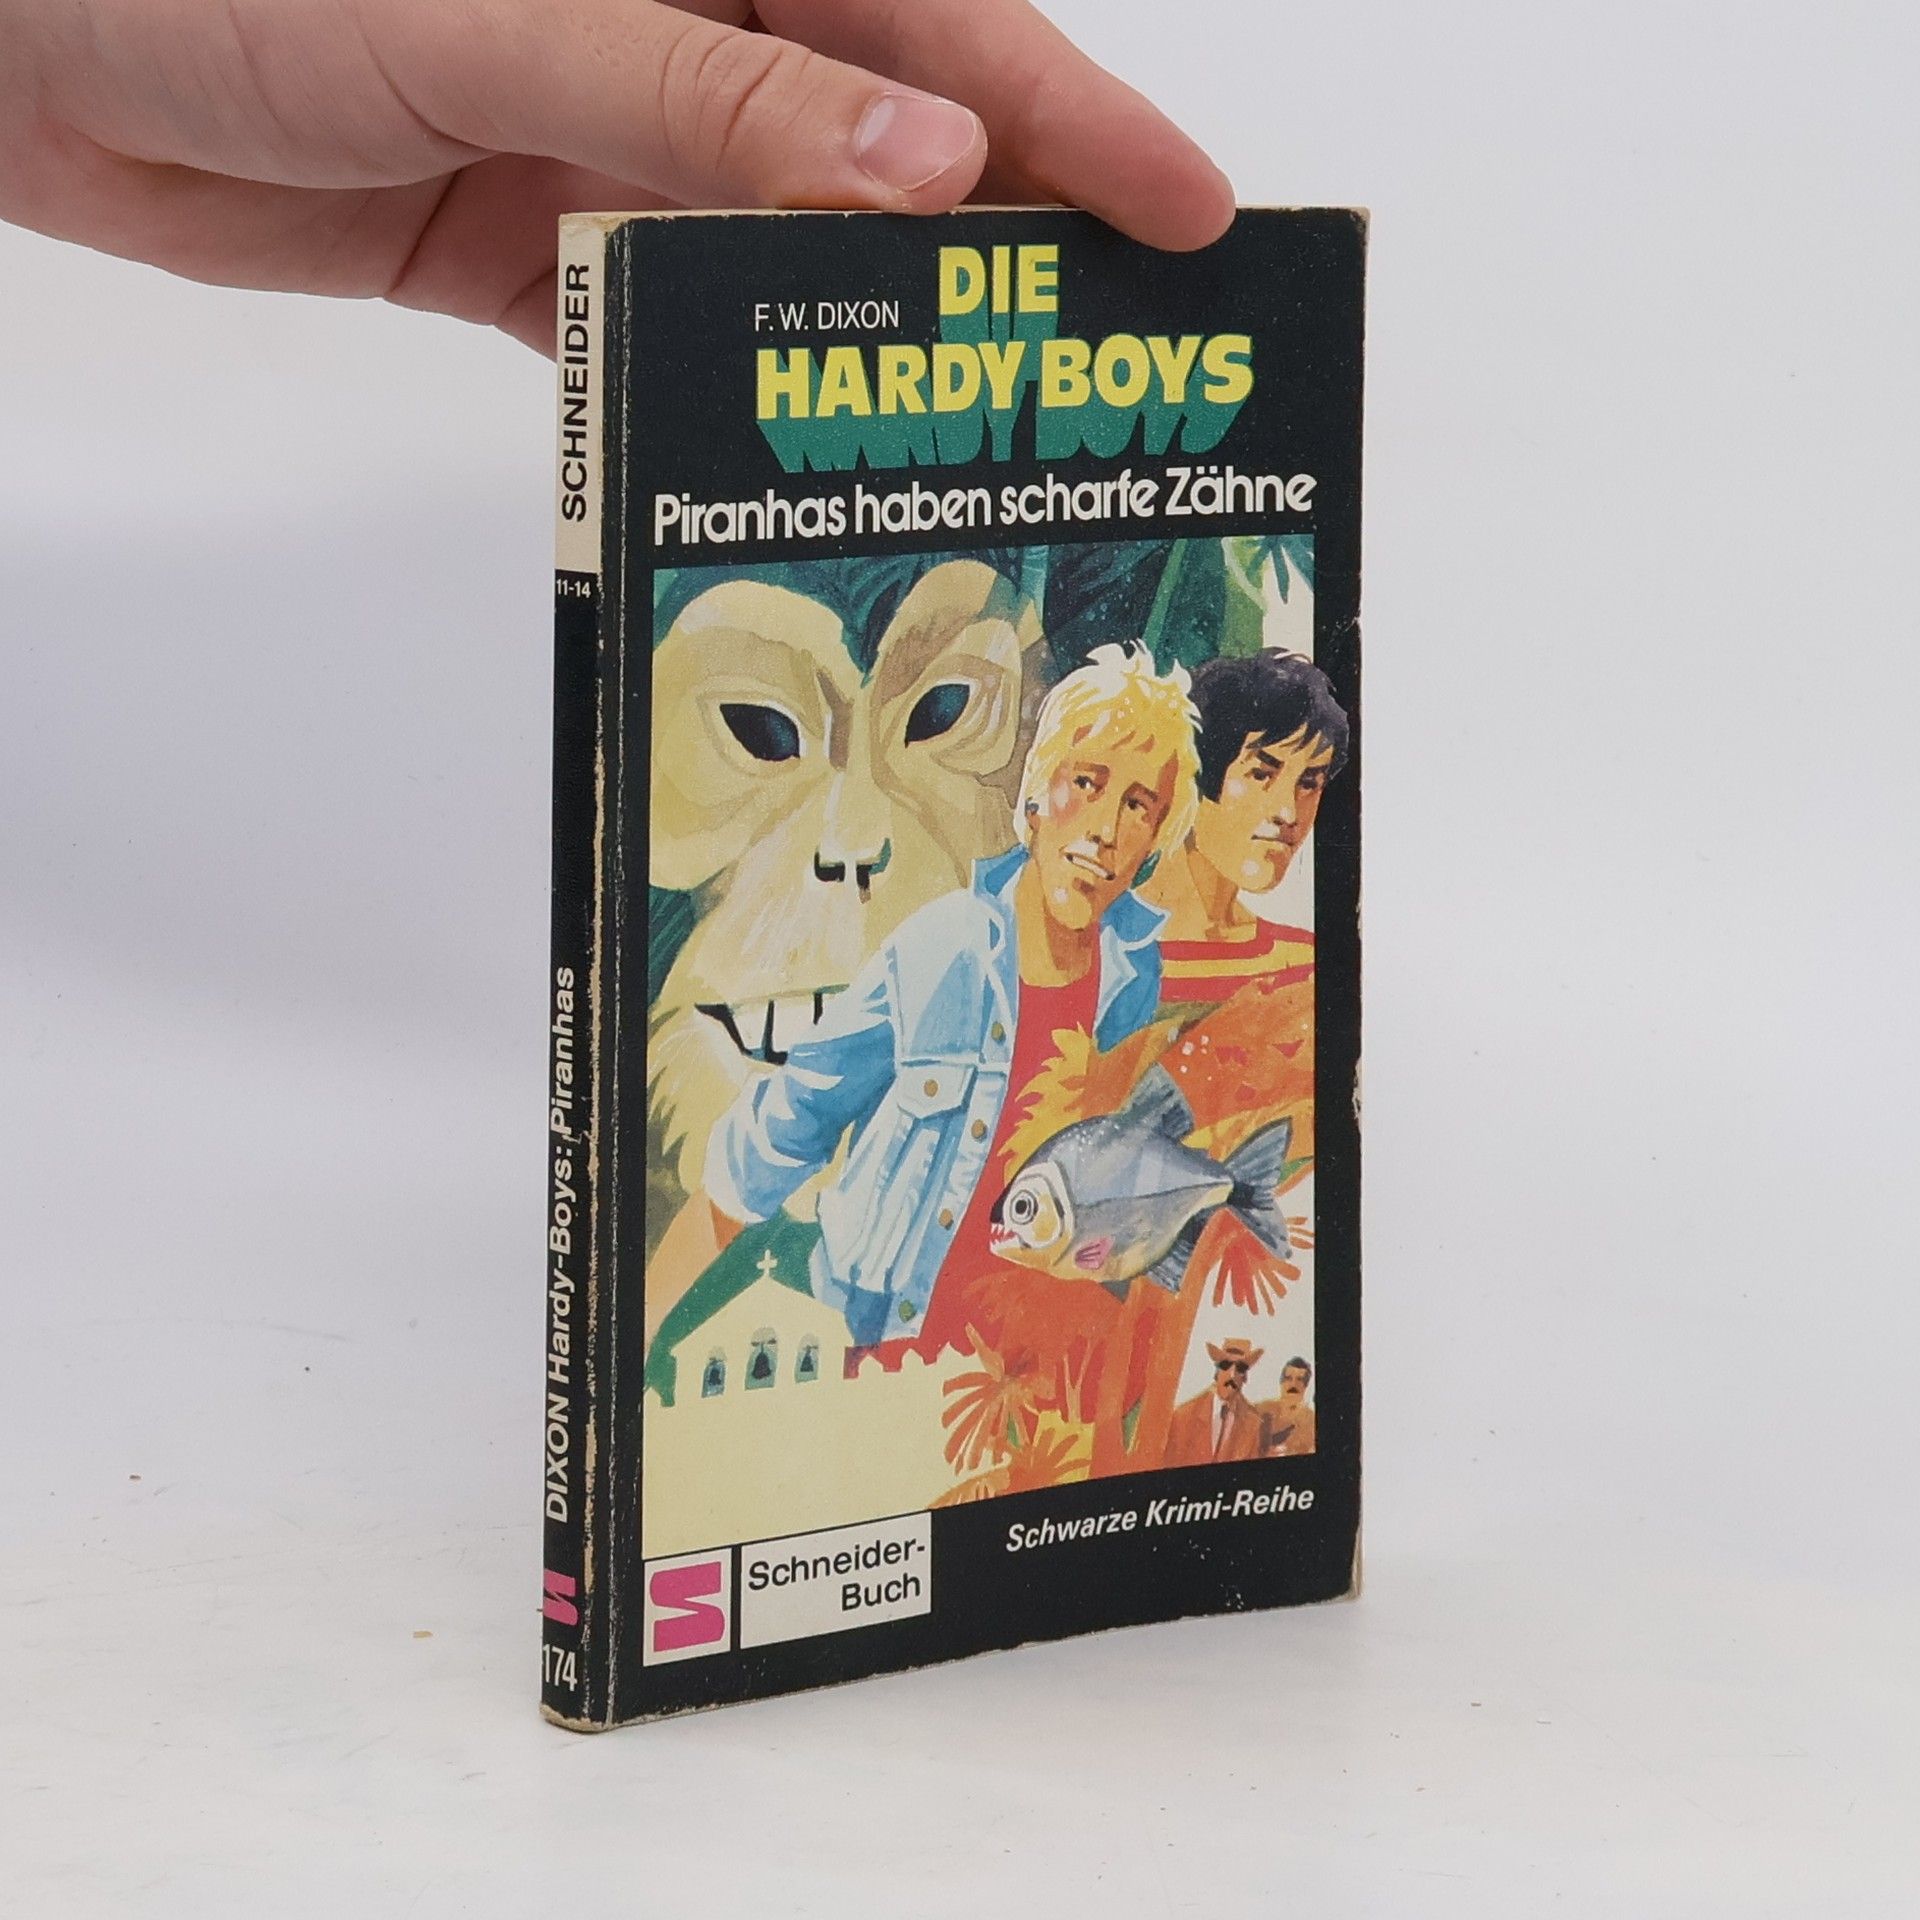 F. W. DIXON
DIE
HARDY BOYS
Piranhas haben scharfe Zähne
Schwarze Krimi-Reihe
Schneider-
Buch
SCHNEIDER
11-14
DIXON Hardy-Boys: Piranhas
174